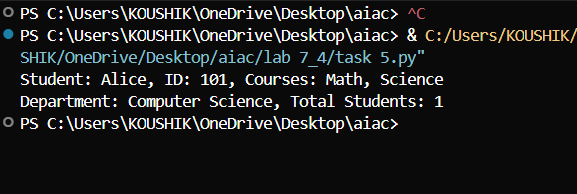 PS C:\Users\KOUSHIK\OneDrive\Desktop\aiac> ^C
PS C:\Users\KOUSHIK\OneDrive\Desktop\aiac> & C:/Users/KOUSHIK/
SHIK/OneDrive/Desktop/aiac/lab 7_4/task 5.py"
Student: Alice, ID: 101, Courses: Math, Science
Department: Computer Science, Total Students: 1
PS C:\Users\KOUSHIK\OneDrive\Desktop\aiac>